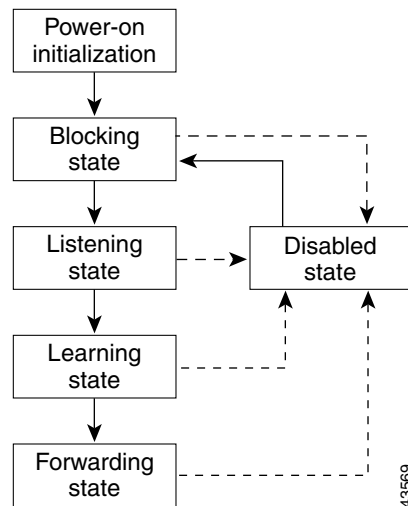 Power-on
initialization
Blocking
state
Listening
state
Disabled
state
Learning
state
Forwarding
state
43569